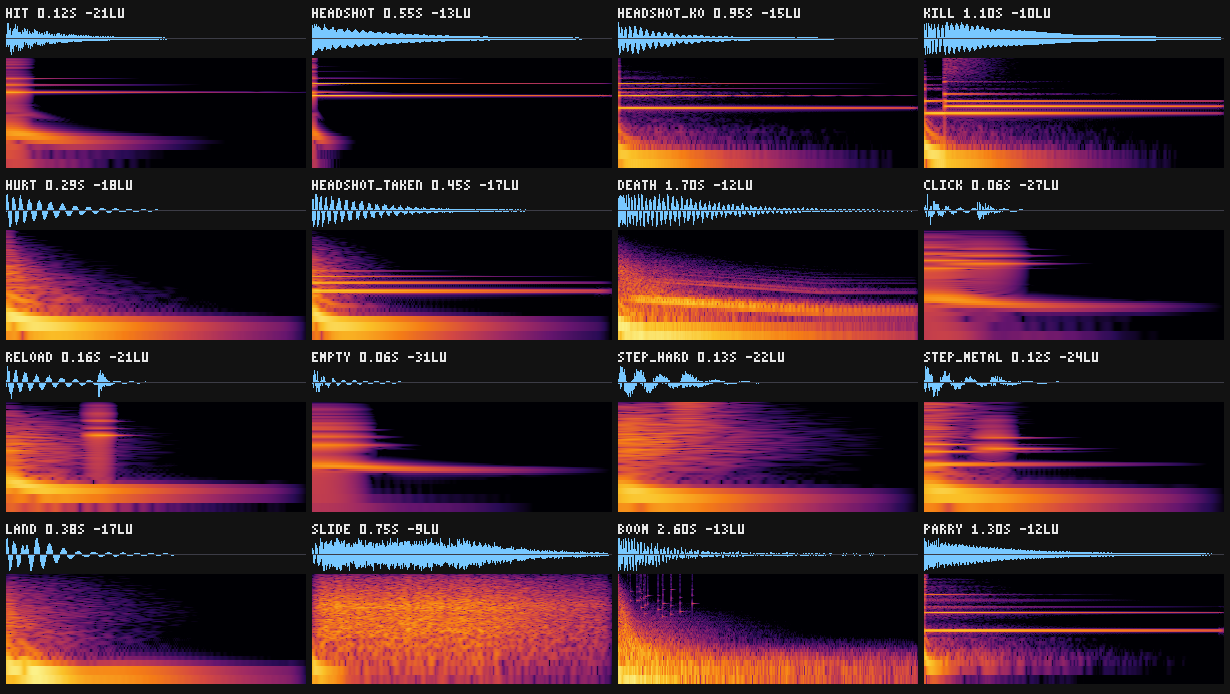 HIT 0.12S -21LU
HEADSHOT 0.55S -13LU
HEADSHOT_KO 0.95S -15LU
KILL 1.10S -10LU
HURT 0.29S -18LU
HEADSHOT_TAKEN 0.45S -17LU
DEATH 1.70S -12LU
CLICK 0.06S -27LU
RELOAD 0.16S -21LU
EMPTY 0.06S -31LU
STEP_HARD 0.13S -22LU
STEP_METAL 0.12S -24LU
LAND 0.38S -17LU
SLIDE 0.75S -9LU
BOOM 2.60S -13LU
PARRY 1.30S -12LU